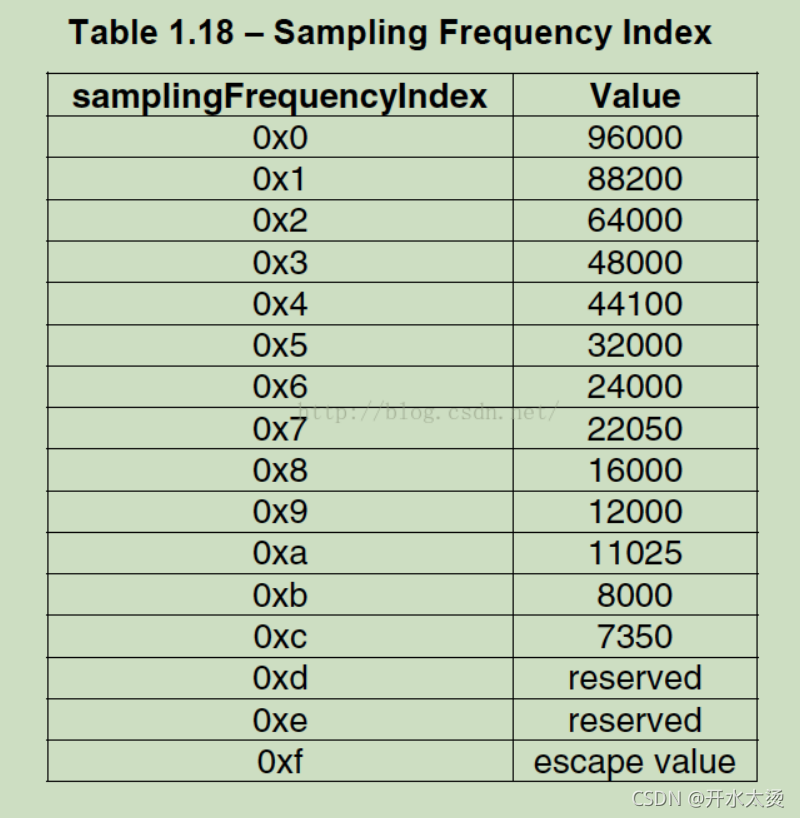 Table 1.18 – Sampling Frequency Index
samplingFrequencyIndex Value
0x0 96000
0x1 88200
0x2 64000
0x3 48000
0x4 44100
0x5 32000
0x6 24000
http://blog.csdn.net/
0x7 22050
0x8 16000
0x9 12000
0xa 11025
0xb 8000
0xc 7350
0xd reserved
0xe reserved
0xf escape value
CSDN @开水太烫